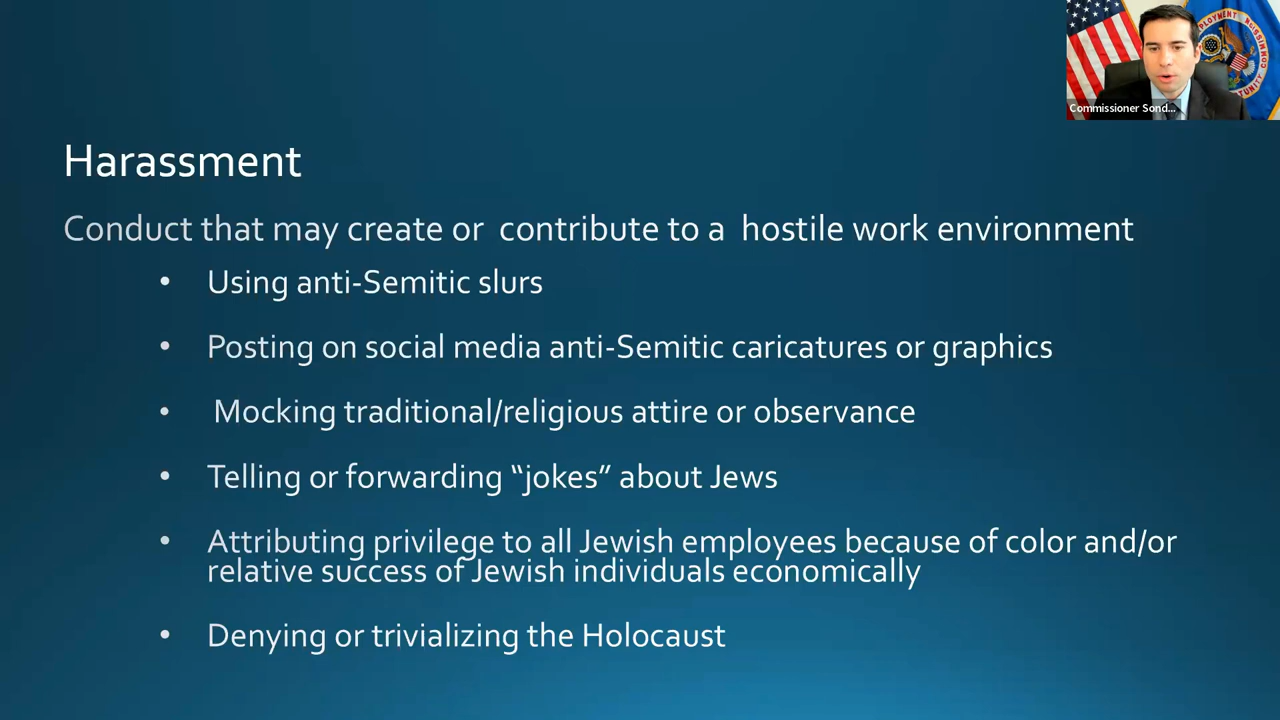 Commissioner Sond...
Harassment
Conduct that may create or contribute to a hostile work environment
• Using anti-Semitic slurs
• Posting on social media anti-Semitic caricatures or graphics
• Mocking traditional/religious attire or observance
• Telling or forwarding “jokes” about Jews
• Attributing privilege to all Jewish employees because of color and/or
relative success of Jewish individuals economically
• Denying or trivializing the Holocaust